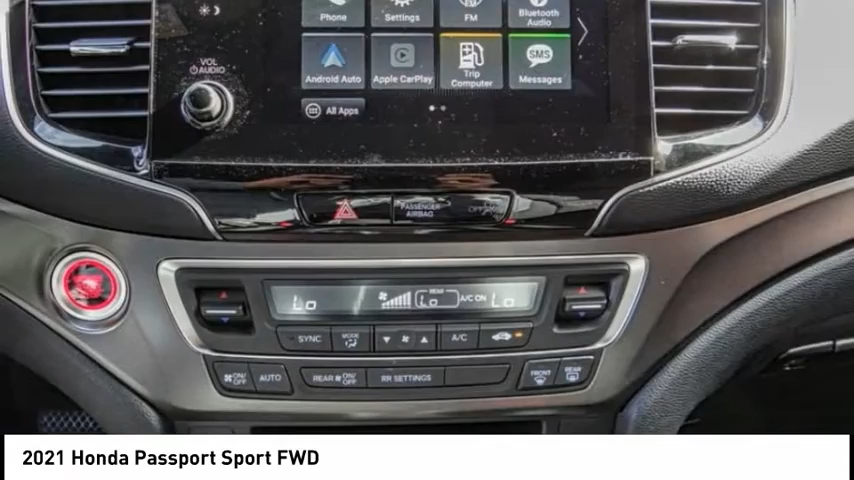 Phone
Settings
FM
Bluetooth
Audio
Android Auto
Apple CarPlay
Trip
Computer
SMS
Messages
VOL
AUDIO
All Apps
PASSENGER
AIRBAG
Lo
REAR
Lo
A/C ON
Lo
SYNC
MODE
A/C
ON/
OFF
AUTO
REAR ON/
OFF
RR SETTINGS
FRONT
REAR
2021 Honda Passport Sport FWD